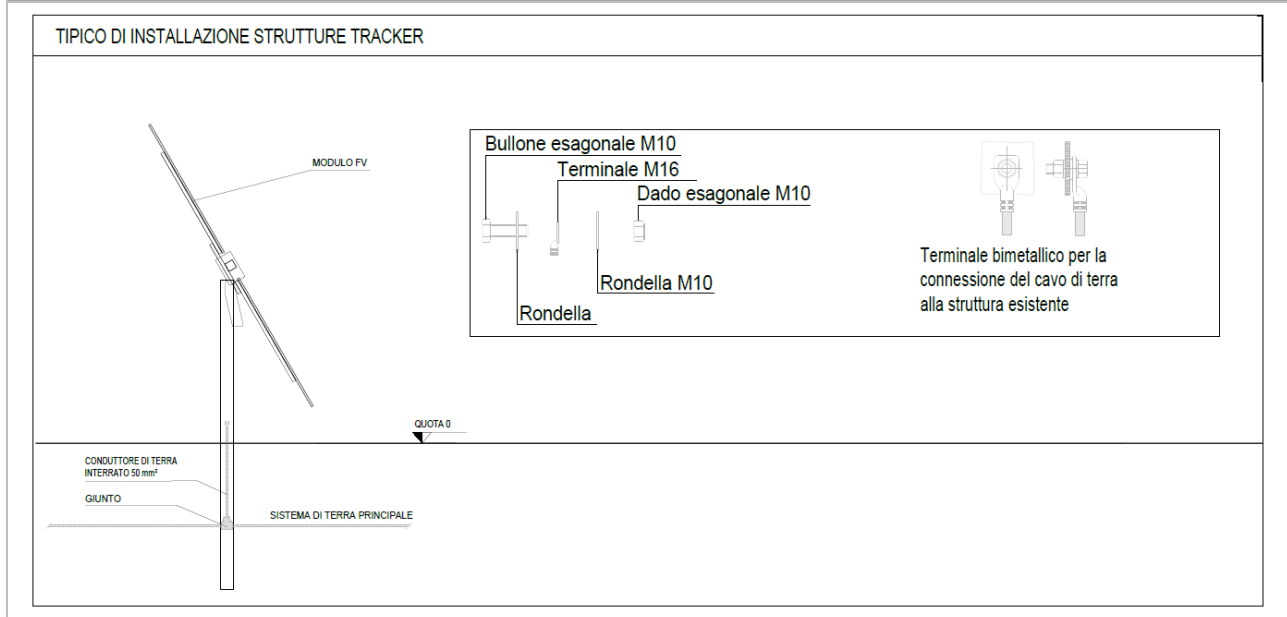 TIPICO DI INSTALLAZIONE STRUTTURE TRACKER
MODULO FV
Bullone esagonale M10
Terminale M16
Dado esagonale M10
Rondella M10
Rondella
Terminale bimetallico per la
connessione del cavo di terra
alla struttura esistente
QUOTA 0
CONDUTTORE DI TERRA
INTERRATO 50 mm²
GIUNTO
SISTEMA DI TERRA PRINCIPALE